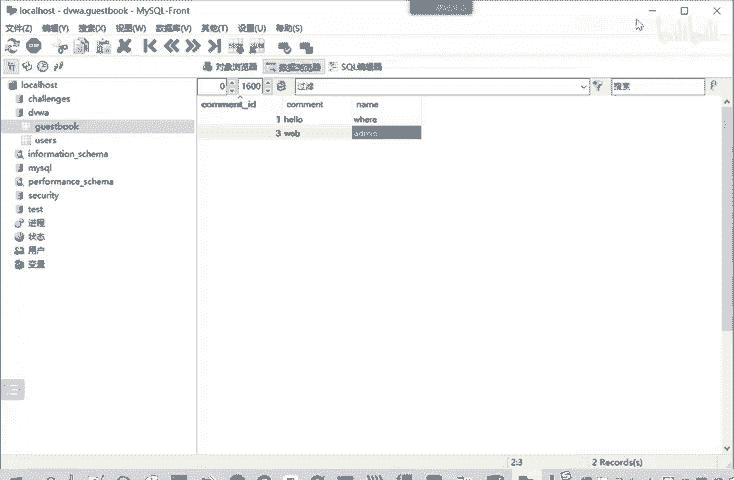 localhost - dvwa.guestbook - MySQL-Front
文件(Z) 编辑(Y) 搜索(X) 视图(W) 数据库(V) 其他(T) 设置(U) 帮助(S)
对象浏览器 数据浏览器 SQL编辑器
localhost
0 1600 过滤 搜索
challenges
comment_id comment name
dvwa
1 hello where
guestbook
3 web admin
users
information_schema
mysql
performance_schema
security
test
进程
状态
用户
变量
2:3 2 Records(s)
bilibili